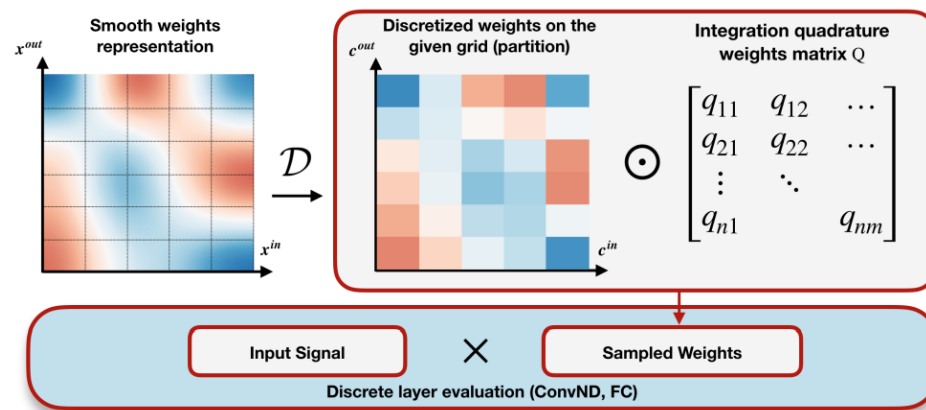 Smooth weights
representation
x^out
x^in
𝒟
Discretized weights on the
given grid (partition)
c^out
c^in
⊙
Integration quadrature
weights matrix Q
q11 q12 ⋯
q21 q22 ⋯
⋮ ⋱
qn1 qnm
Input Signal × Sampled Weights
Discrete layer evaluation (ConvND, FC)